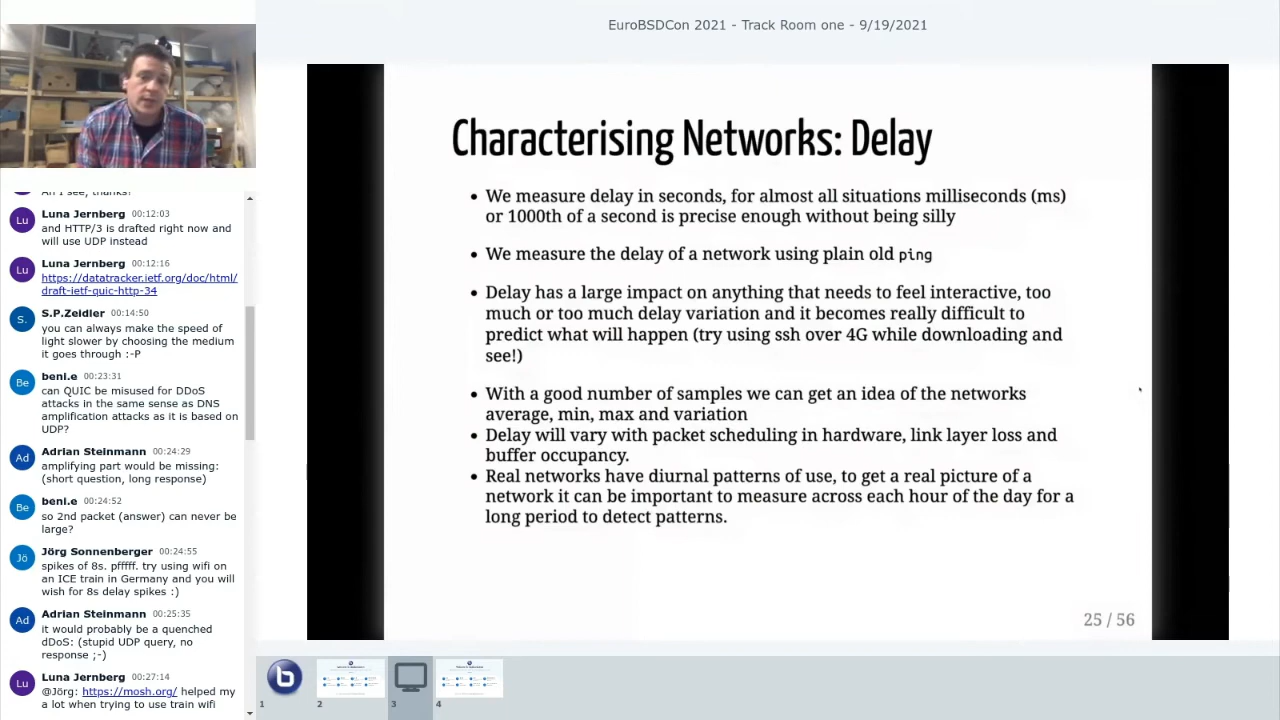 EuroBSDCon 2021 - Track Room one - 9/19/2021
Ah I see, thanks!
Lu
Luna Jernberg 00:12:03
and HTTP/3 is drafted right now and
will use UDP instead
Lu
Luna Jernberg 00:12:16
https://datatracker.ietf.org/doc/html/
draft-ietf-quic-http-34
S.
S.P.Zeidler 00:14:50
you can always make the speed of
light slower by choosing the medium
it goes through :-P
Be
beni.e 00:23:31
can QUIC be misused for DDoS
attacks in the same sense as DNS
amplification attacks as it is based on
UDP?
Ad
Adrian Steinmann 00:24:29
amplifying part would be missing:
(short question, long response)
Be
beni.e 00:24:52
so 2nd packet (answer) can never be
large?
Jö
Jörg Sonnenberger 00:24:55
spikes of 8s. pfffff. try using wifi on
an ICE train in Germany and you will
wish for 8s delay spikes :)
Ad
Adrian Steinmann 00:25:35
it would probably be a quenched
dDoS: (stupid UDP query, no
response ;-)
Lu
Luna Jernberg 00:27:14
@Jörg: https://mosh.org/ helped my
a lot when trying to use train wifi
Characterising Networks: Delay
• We measure delay in seconds, for almost all situations milliseconds (ms)
or 1000th of a second is precise enough without being silly
• We measure the delay of a network using plain old ping
• Delay has a large impact on anything that needs to feel interactive, too
much or too much delay variation and it becomes really difficult to
predict what will happen (try using ssh over 4G while downloading and
see!)
• With a good number of samples we can get an idea of the networks
average, min, max and variation
• Delay will vary with packet scheduling in hardware, link layer loss and
buffer occupancy.
• Real networks have diurnal patterns of use, to get a real picture of a
network it can be important to measure across each hour of the day for a
long period to detect patterns.
25 / 56
b
1
2
3
4